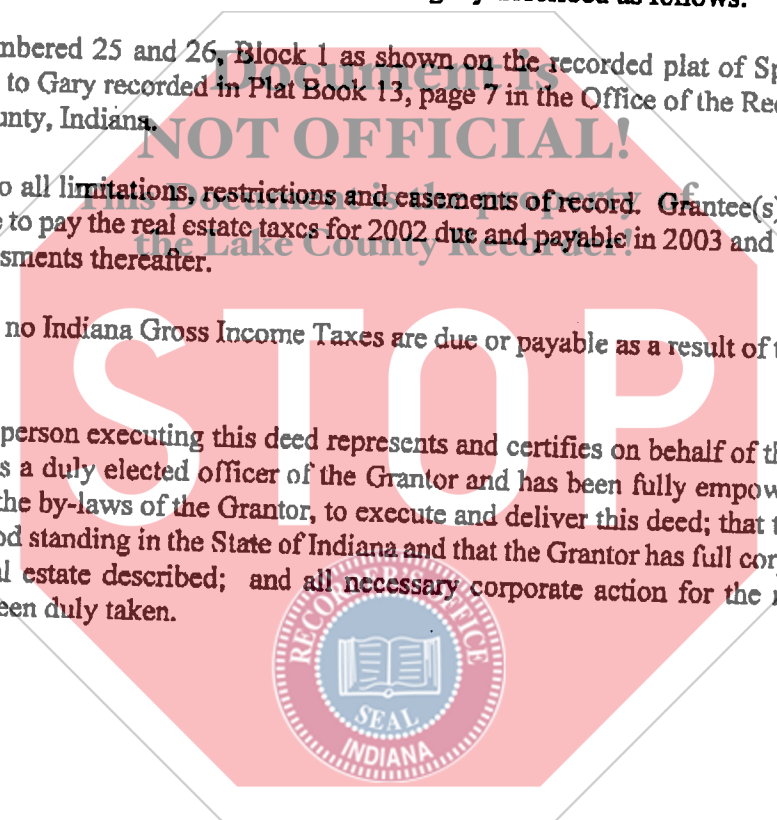 as follows.
mbered 25 and 26, Block 1 as shown on the recorded plat of Sp
to Gary recorded in Plat Book 13, page 7 in the Office of the Rec
unty, Indiana.
o all limitations, restrictions and easements of record. Grantee(s)
e to pay the real estate taxes for 2002 due and payable in 2003 and
sments thereafter.
no Indiana Gross Income Taxes are due or payable as a result of t
person executing this deed represents and certifies on behalf of th
s a duly elected officer of the Grantor and has been fully empow
the by-laws of the Grantor, to execute and deliver this deed; that t
od standing in the State of Indiana and that the Grantor has full cor
l estate described; and all necessary corporate action for the
een duly taken.
Document is
NOT OFFICIAL!
This Document is the property of
the Lake County Recorder!
STOP
RECORDER'S OFFICE
SEAL
INDIANA